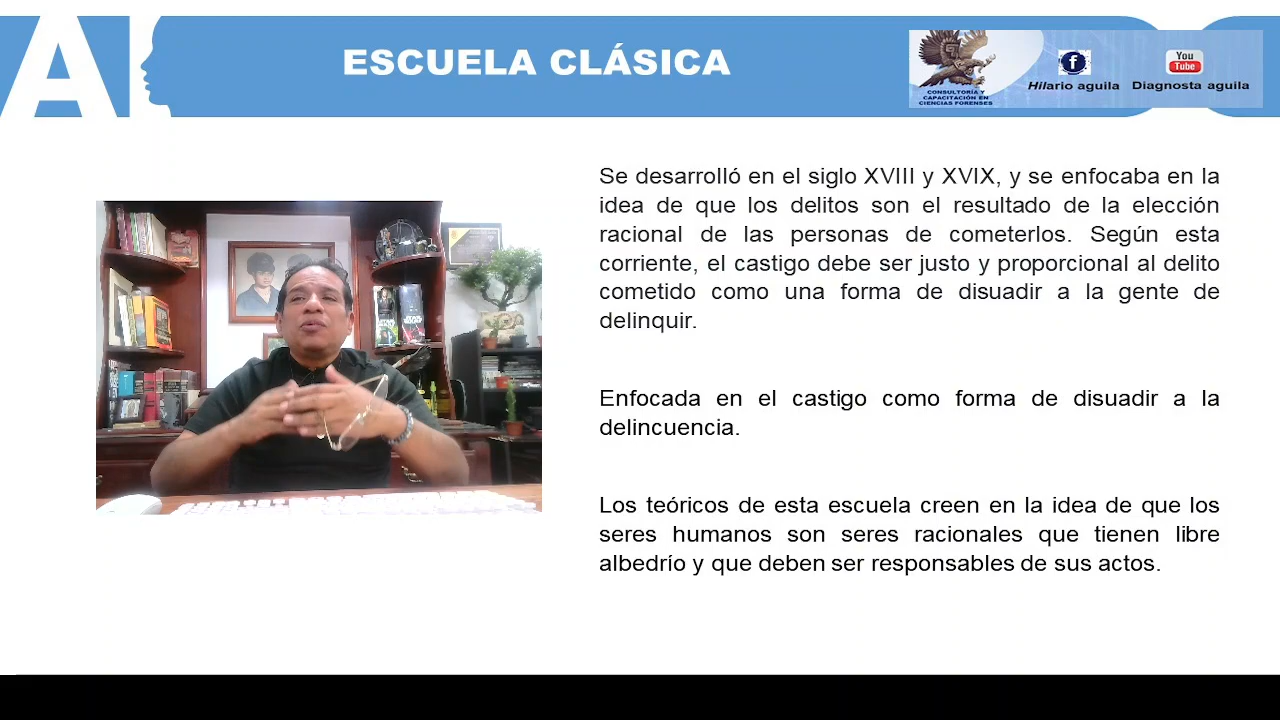 A
ESCUELA CLÁSICA
CONSULTORÍA Y
CAPACITACIÓN EN
CIENCIAS FORENSES
f
Hilario aguila
You
Tube
Diagnosta aguila
Se desarrolló en el siglo XVIII y XVIX, y se enfocaba en la
idea de que los delitos son el resultado de la elección
racional de las personas de cometerlos. Según esta
corriente, el castigo debe ser justo y proporcional al delito
cometido como una forma de disuadir a la gente de
delinquir.
Enfocada en el castigo como forma de disuadir a la
delincuencia.
Los teóricos de esta escuela creen en la idea de que los
seres humanos son seres racionales que tienen libre
albedrío y que deben ser responsables de sus actos.